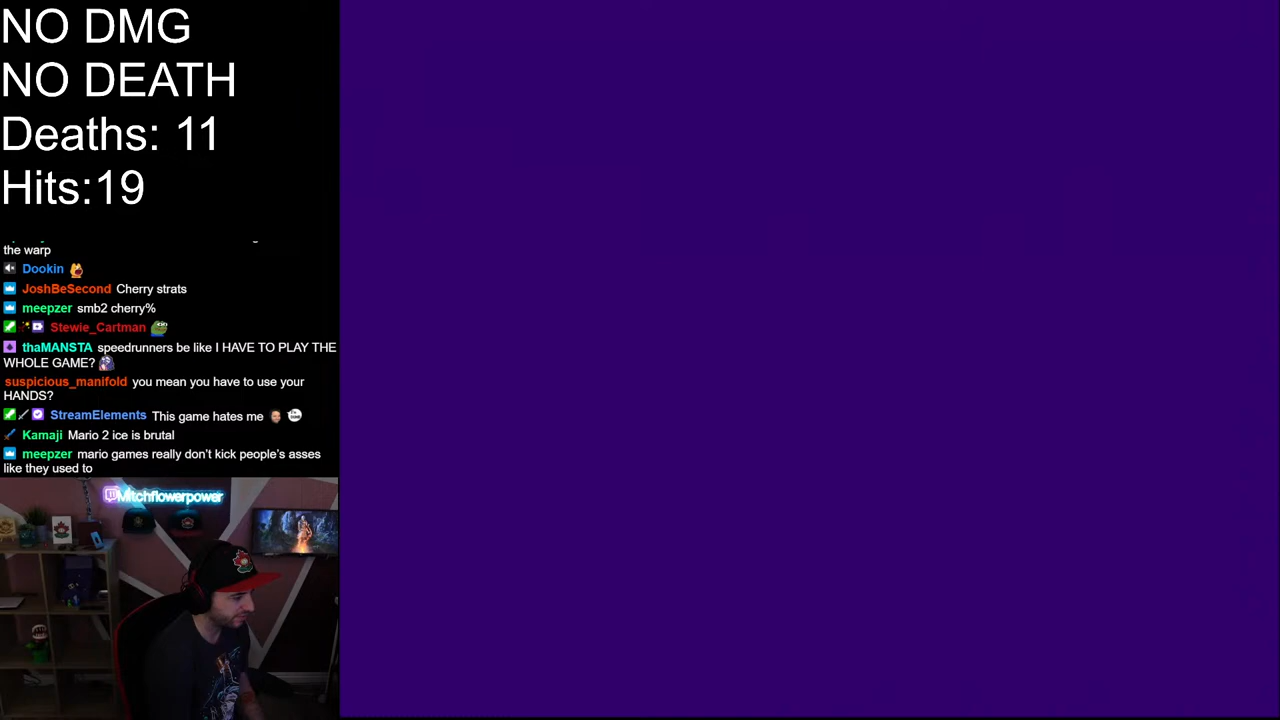 NO DMG
NO DEATH
Deaths: 11
Hits:19
the warp
Dookin
JoshBeSecond Cherry strats
meepzer smb2 cherry%
Stewie_Cartman
thaMANSTA speedrunners be like I HAVE TO PLAY THE
WHOLE GAME?
suspicious_manifold you mean you have to use your
HANDS?
StreamElements This game hates me
Kamaji Mario 2 ice is brutal
meepzer mario games really don't kick people's asses
like they used to
Mitchflowerpower